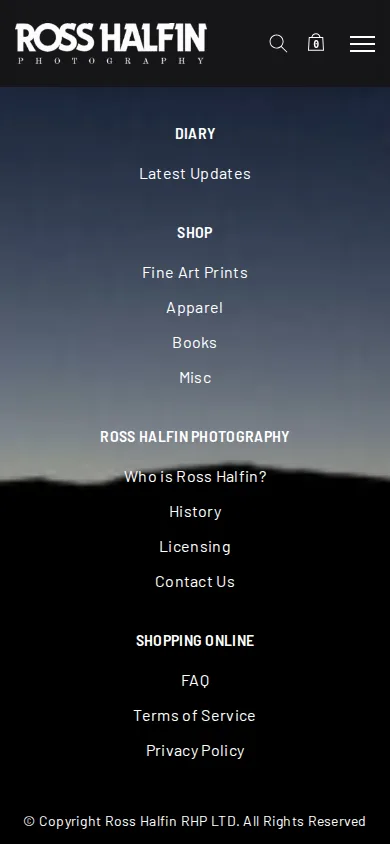 ROSS HALFIN
PHOTOGRAPHY
0
DIARY
Latest Updates
SHOP
Fine Art Prints
Apparel
Books
Misc
ROSS HALFIN PHOTOGRAPHY
Who is Ross Halfin?
History
Licensing
Contact Us
SHOPPING ONLINE
FAQ
Terms of Service
Privacy Policy
© Copyright Ross Halfin RHP LTD. All Rights Reserved